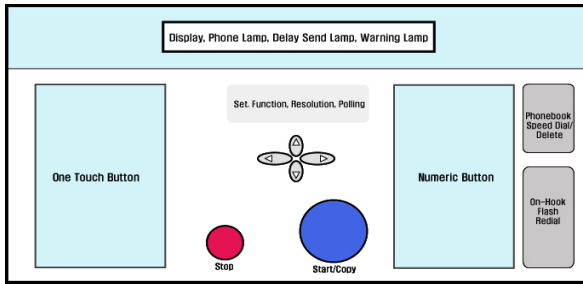 Display, Phone Lamp, Delay Send Lamp, Warning Lamp
Set. Function, Resolution, Polling
One Touch Button
Numeric Button
Phonebook
Speed Dial/
Delete
On-Hook
Flash
Redial
Stop
Start/Copy